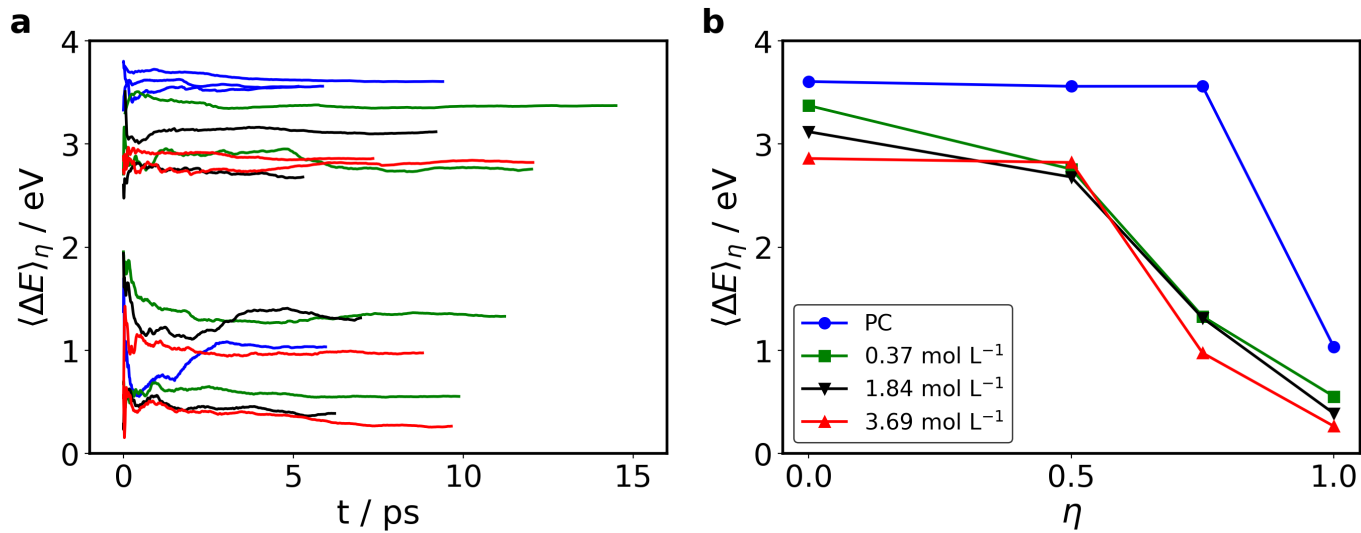 a
4
3
2
1
0
⟨ΔE⟩η / eV
0
5
10
15
t / ps
b
4
3
2
1
0
⟨ΔE⟩η / eV
PC
0.37 mol L⁻¹
1.84 mol L⁻¹
3.69 mol L⁻¹
0.0
0.5
1.0
η